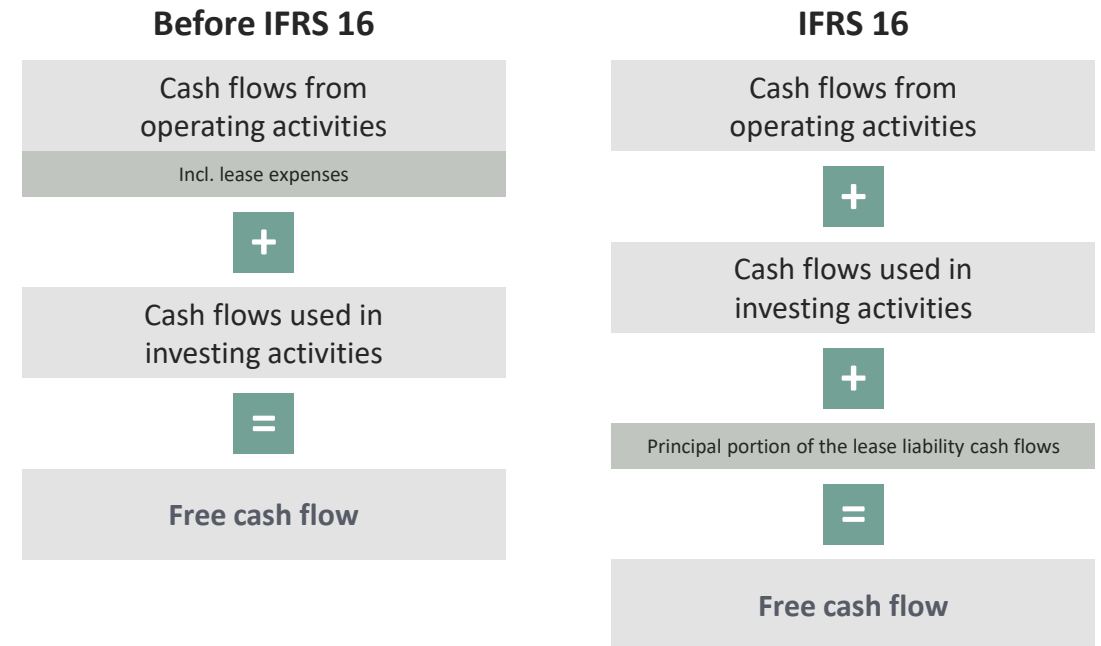 Before IFRS 16
Cash flows from
operating activities
Incl. lease expenses
+
Cash flows used in
investing activities
=
Free cash flow
IFRS 16
Cash flows from
operating activities
+
Cash flows used in
investing activities
+
Principal portion of the lease liability cash flows
=
Free cash flow